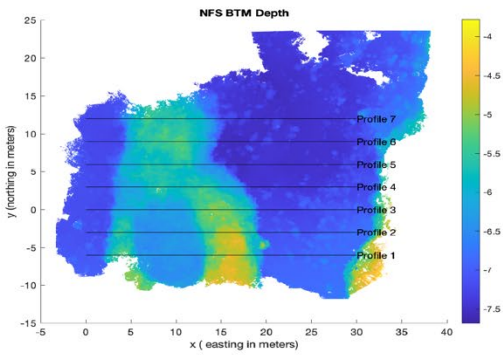 NFS BTM Depth
25
20
15
10
5
0
-5
-10
-15
y (northing in meters)
-5 0 5 10 15 20 25 30 35 40
x ( easting in meters)
Profile 7
Profile 6
Profile 5
Profile 4
Profile 3
Profile 2
Profile 1
-4
-4.5
-5
-5.5
-6
-6.5
-7
-7.5